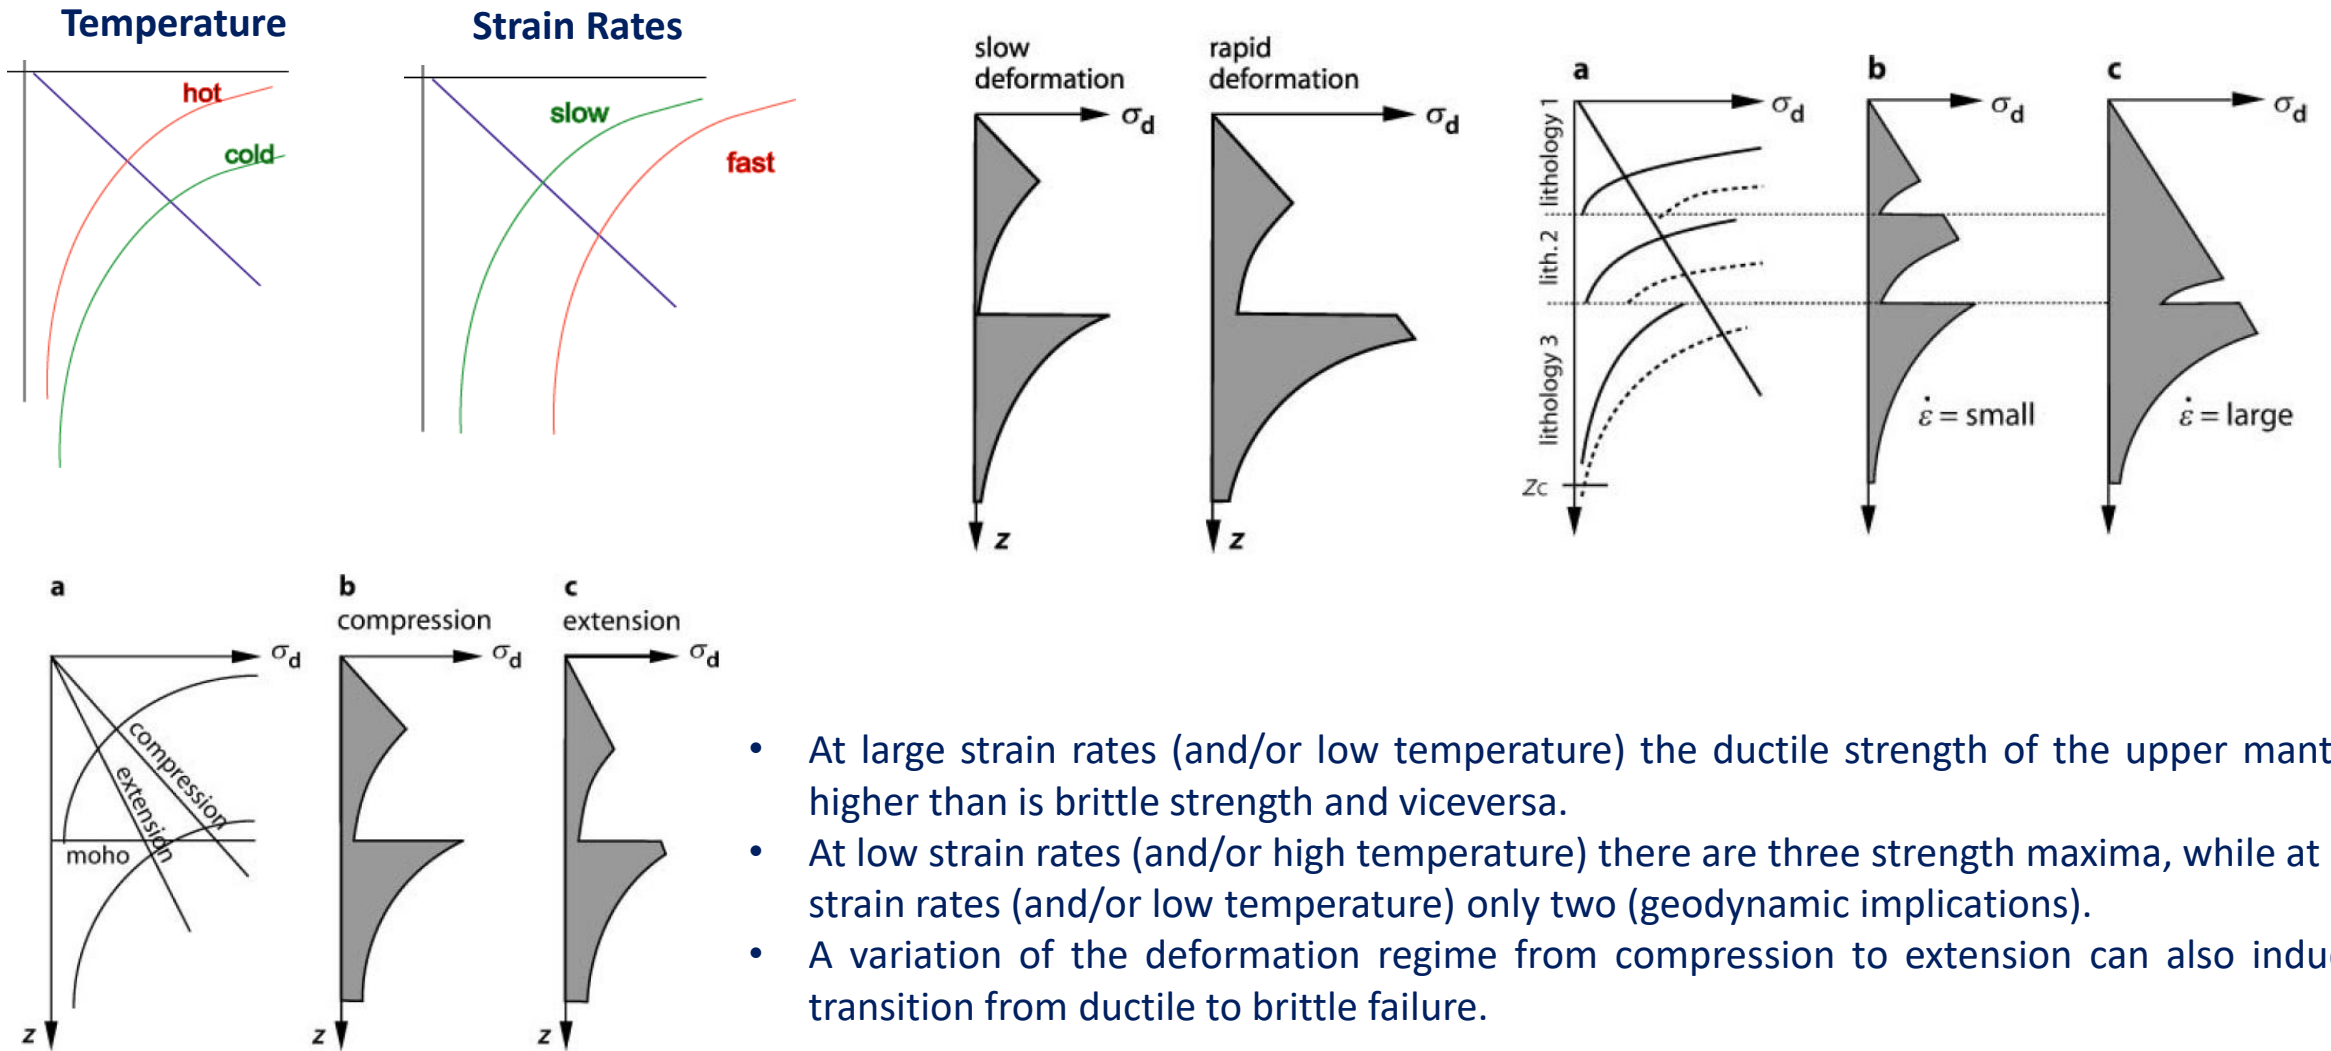 Temperature
hot
cold
Strain Rates
slow
fast
slow
deformation
σd
z
rapid
deformation
σd
z
a
σd
lithology 1
lith. 2
lithology 3
Zc
b
σd
ε̇ = small
c
σd
ε̇ = large
a
σd
compression
extension
moho
z
b
compression
σd
z
c
extension
σd
z
• At large strain rates (and/or low temperature) the ductile strength of the upper mant
higher than is brittle strength and viceversa.
• At low strain rates (and/or high temperature) there are three strength maxima, while at
strain rates (and/or low temperature) only two (geodynamic implications).
• A variation of the deformation regime from compression to extension can also indu
transition from ductile to brittle failure.